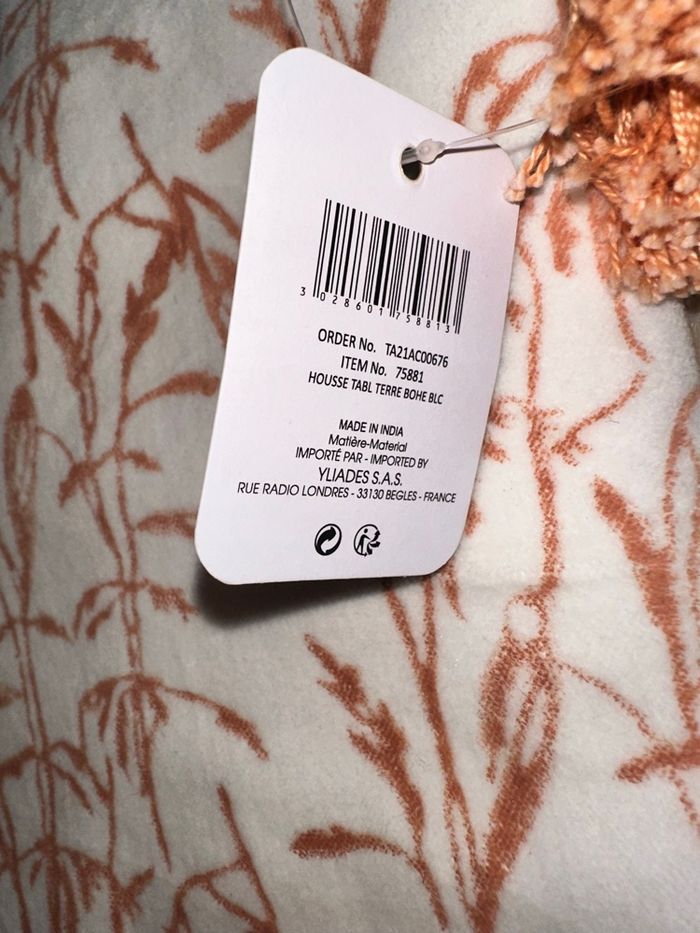 3 028601 758813
ORDER No. TA21AC00676
ITEM No. 75881
HOUSSE TABL TERRE BOHE BLC
MADE IN INDIA
Matière-Material
IMPORTÉ PAR - IMPORTED BY
YLIADES S.A.S.
RUE RADIO LONDRES - 33130 BEGLES - FRANCE